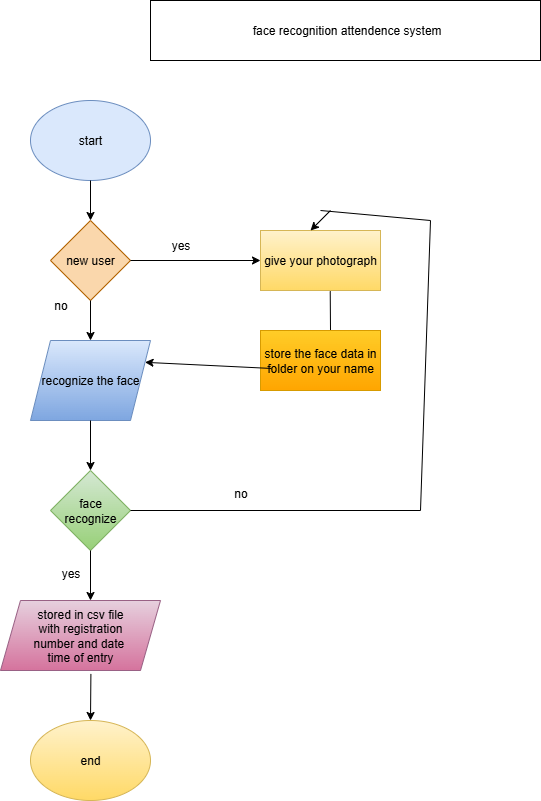 face recognition attendence system
start
new user
yes
give your photograph
no
store the face data in
folder on your name
recognize the face
face
recognize
no
yes
stored in csv file
with registration
number and date
time of entry
end